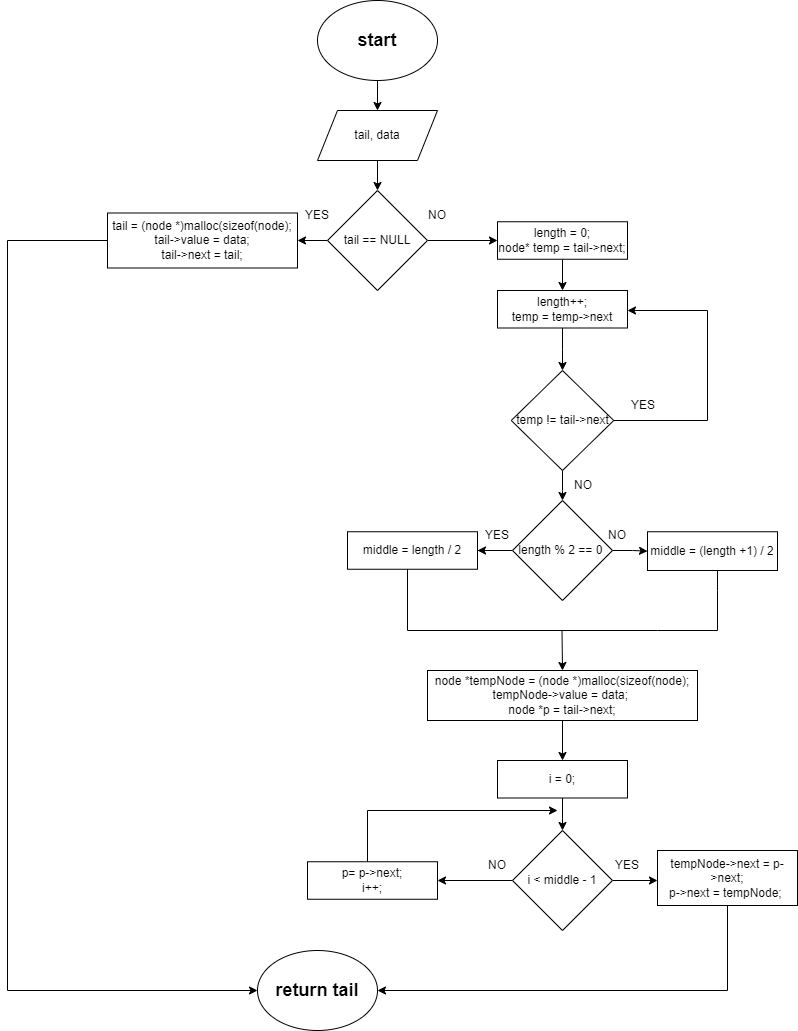 start
tail, data
YES
NO
tail == NULL
tail = (node *)malloc(sizeof(node);
tail->value = data;
tail->next = tail;
length = 0;
node* temp = tail->next;
length++;
temp = temp->next
temp != tail->next
YES
NO
YES
NO
middle = length / 2
length % 2 == 0
middle = (length +1) / 2
node *tempNode = (node *)malloc(sizeof(node);
tempNode->value = data;
node *p = tail->next;
i = 0;
NO
YES
p= p->next;
i++;
i < middle - 1
tempNode->next = p-
>next;
p->next = tempNode;
return tail